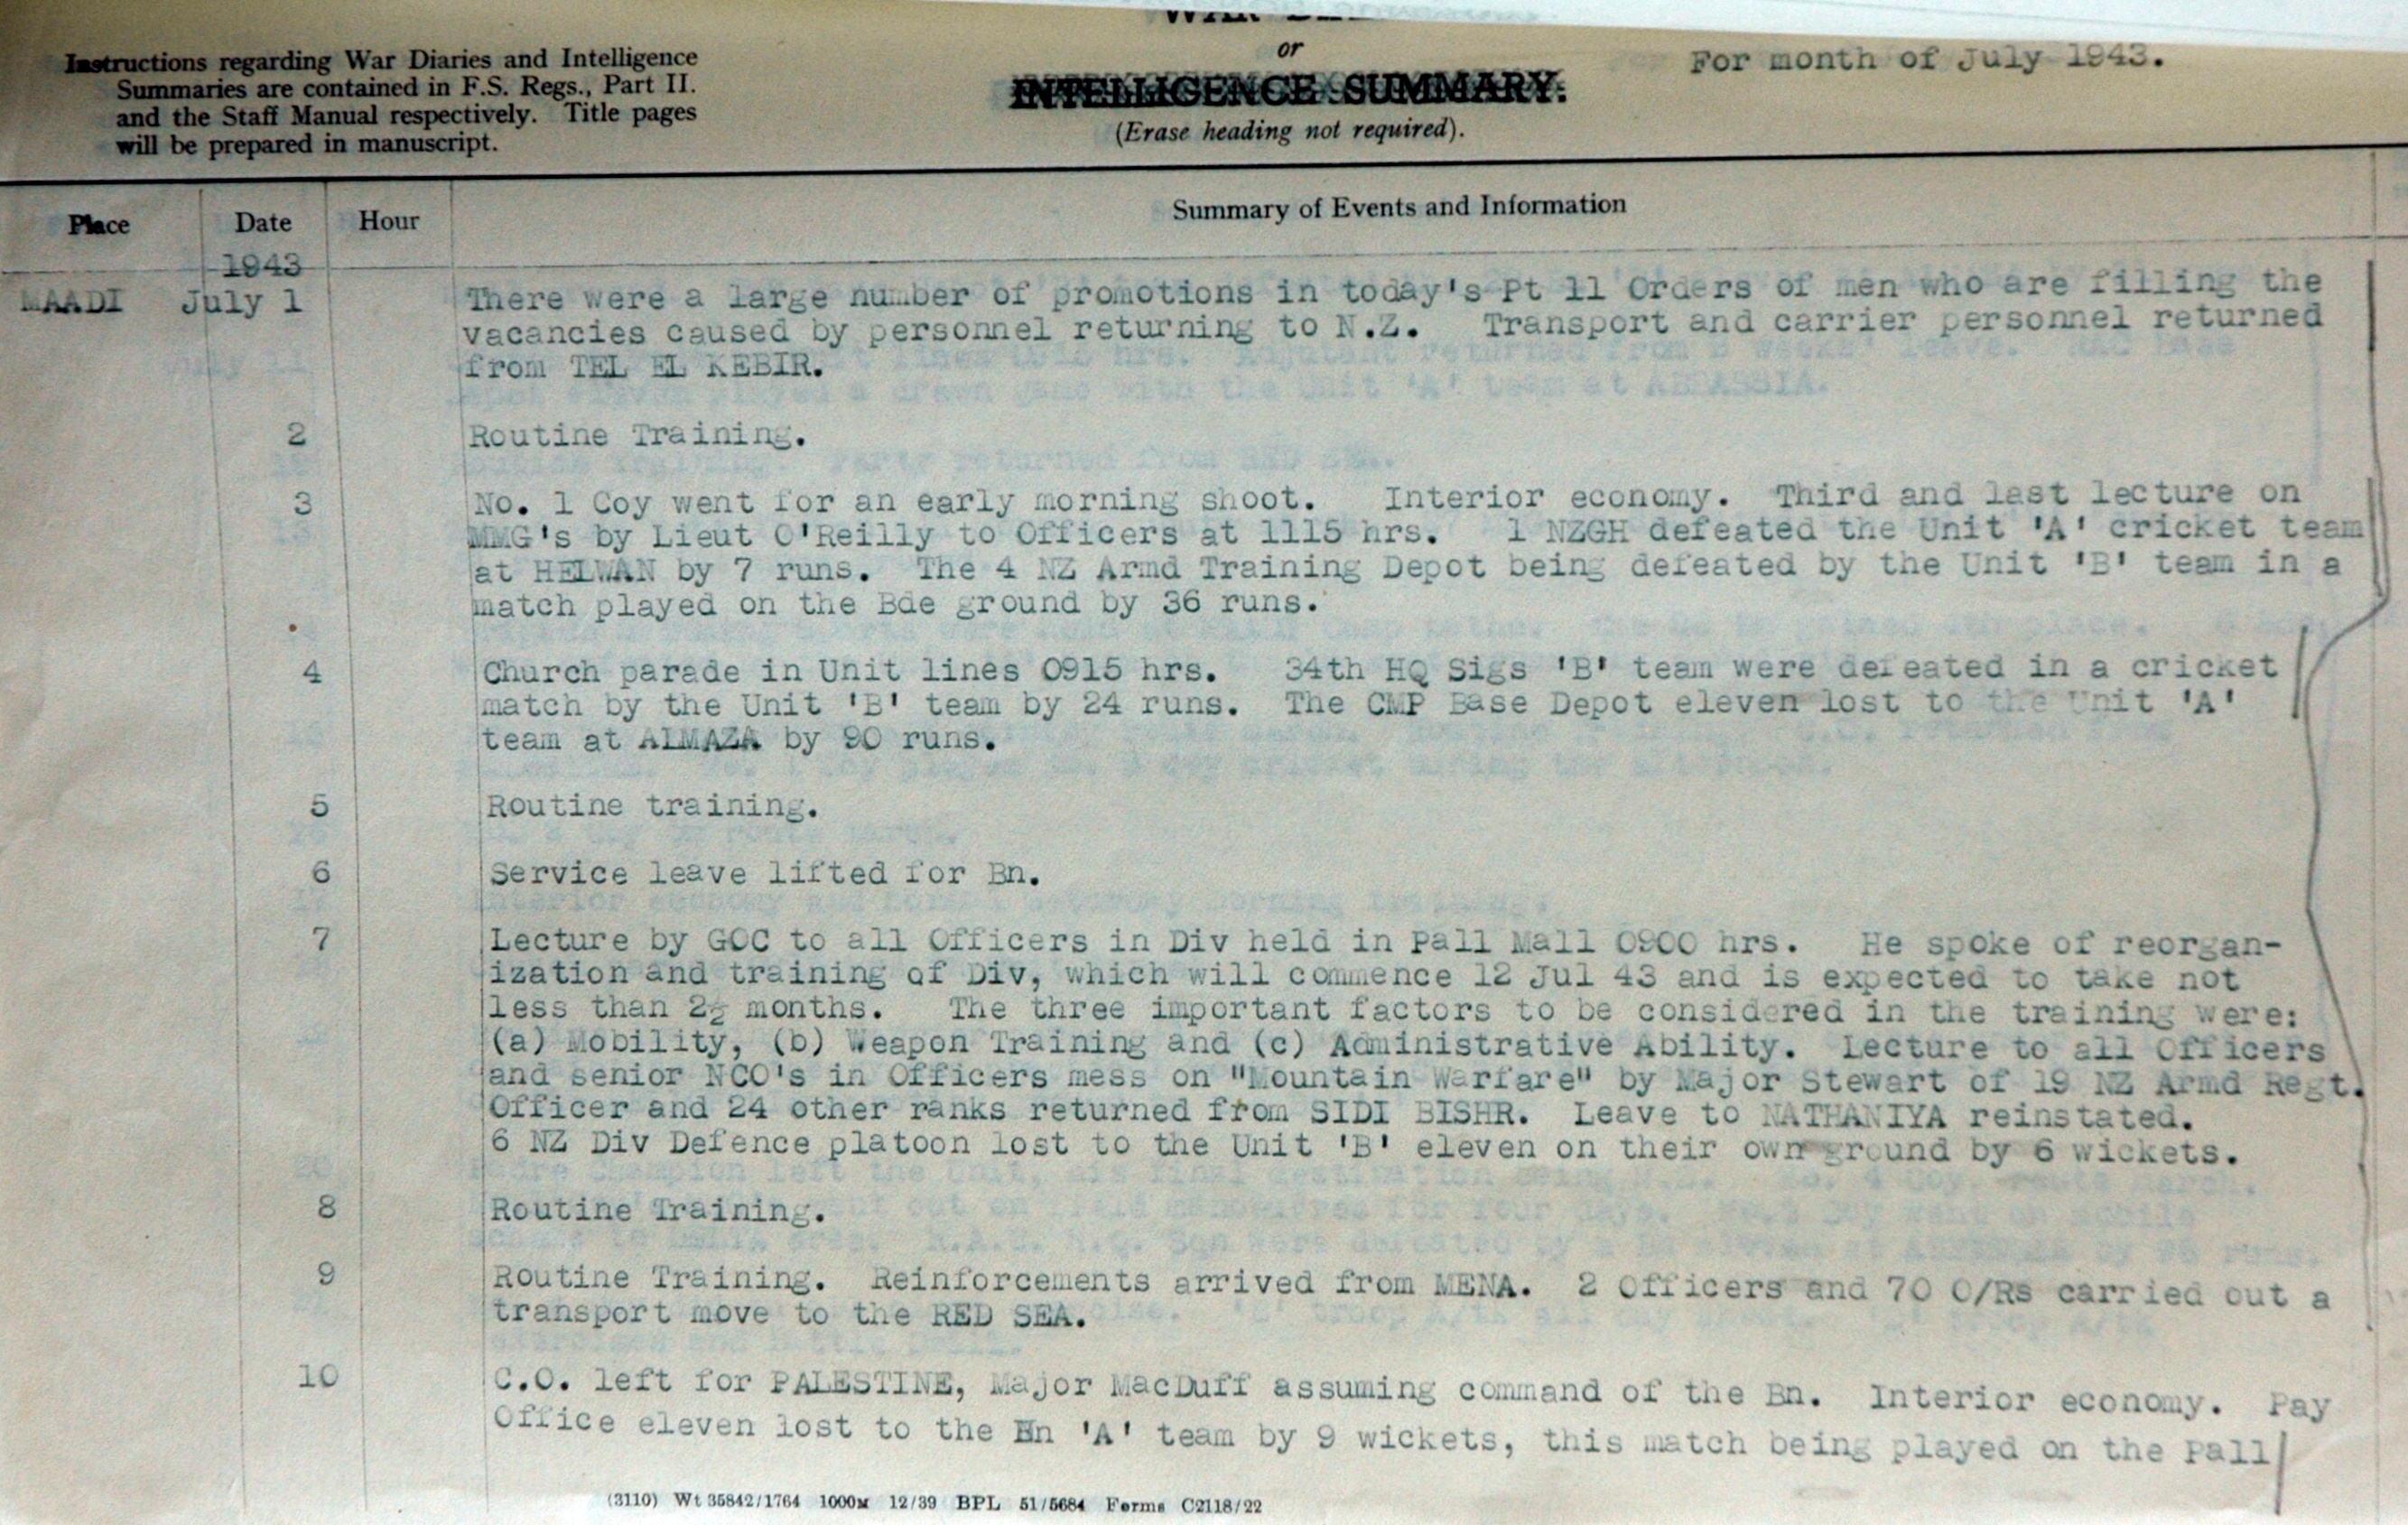 Instructions regarding War Diaries and Intelligence
Summaries are contained in F.S. Regs., Part II.
and the Staff Manual respectively. Title pages
will be prepared in manuscript.
or
INTELLIGENCE SUMMARY.
(Erase heading not required).
For month of July 1943.
Place Date Hour Summary of Events and Information
1943
MAADI July 1 There were a large number of promotions in today's Pt 11 Orders of men who are filling the
vacancies caused by personnel returning to N.Z. Transport and carrier personnel returned
from TEL EL KEBIR.
2 Routine Training.
3 No. 1 Coy went for an early morning shoot. Interior economy. Third and last lecture on
MMG's by Lieut O'Reilly to Officers at 1115 hrs. 1 NZGH defeated the Unit 'A' cricket team
at HELWAN by 7 runs. The 4 NZ Armd Training Depot being defeated by the Unit 'B' team in a
match played on the Bde ground by 36 runs.
4 Church parade in Unit lines 0915 hrs. 34th HQ Sigs 'B' team were defeated in a cricket
match by the Unit 'B' team by 24 runs. The CMP Base Depot eleven lost to the Unit 'A'
team at ALMAZA by 90 runs.
5 Routine training.
6 Service leave lifted for Bn.
7 Lecture by GOC to all Officers in Div held in Pall Mall 0900 hrs. He spoke of reorgan-
ization and training of Div, which will commence 12 Jul 43 and is expected to take not
less than 2½ months. The three important factors to be considered in the training were:
(a) Mobility, (b) Weapon Training and (c) Administrative Ability. Lecture to all Officers
and senior NCO's in Officers mess on "Mountain Warfare" by Major Stewart of 19 NZ Armd Regt.
Officer and 24 other ranks returned from SIDI BISHR. Leave to NATHANIYA reinstated.
6 NZ Div Defence platoon lost to the Unit 'B' eleven on their own ground by 6 wickets.
8 Routine Training.
9 Routine Training. Reinforcements arrived from MENA. 2 Officers and 70 O/Rs carried out a
transport move to the RED SEA.
10 C.O. left for PALESTINE, Major MacDuff assuming command of the Bn. Interior economy. Pay
Office eleven lost to the Bn 'A' team by 9 wickets, this match being played on the Pall
(3110) Wt 35842/1764 1000M 12/39 BPL 51/5684 Forms C2118/22